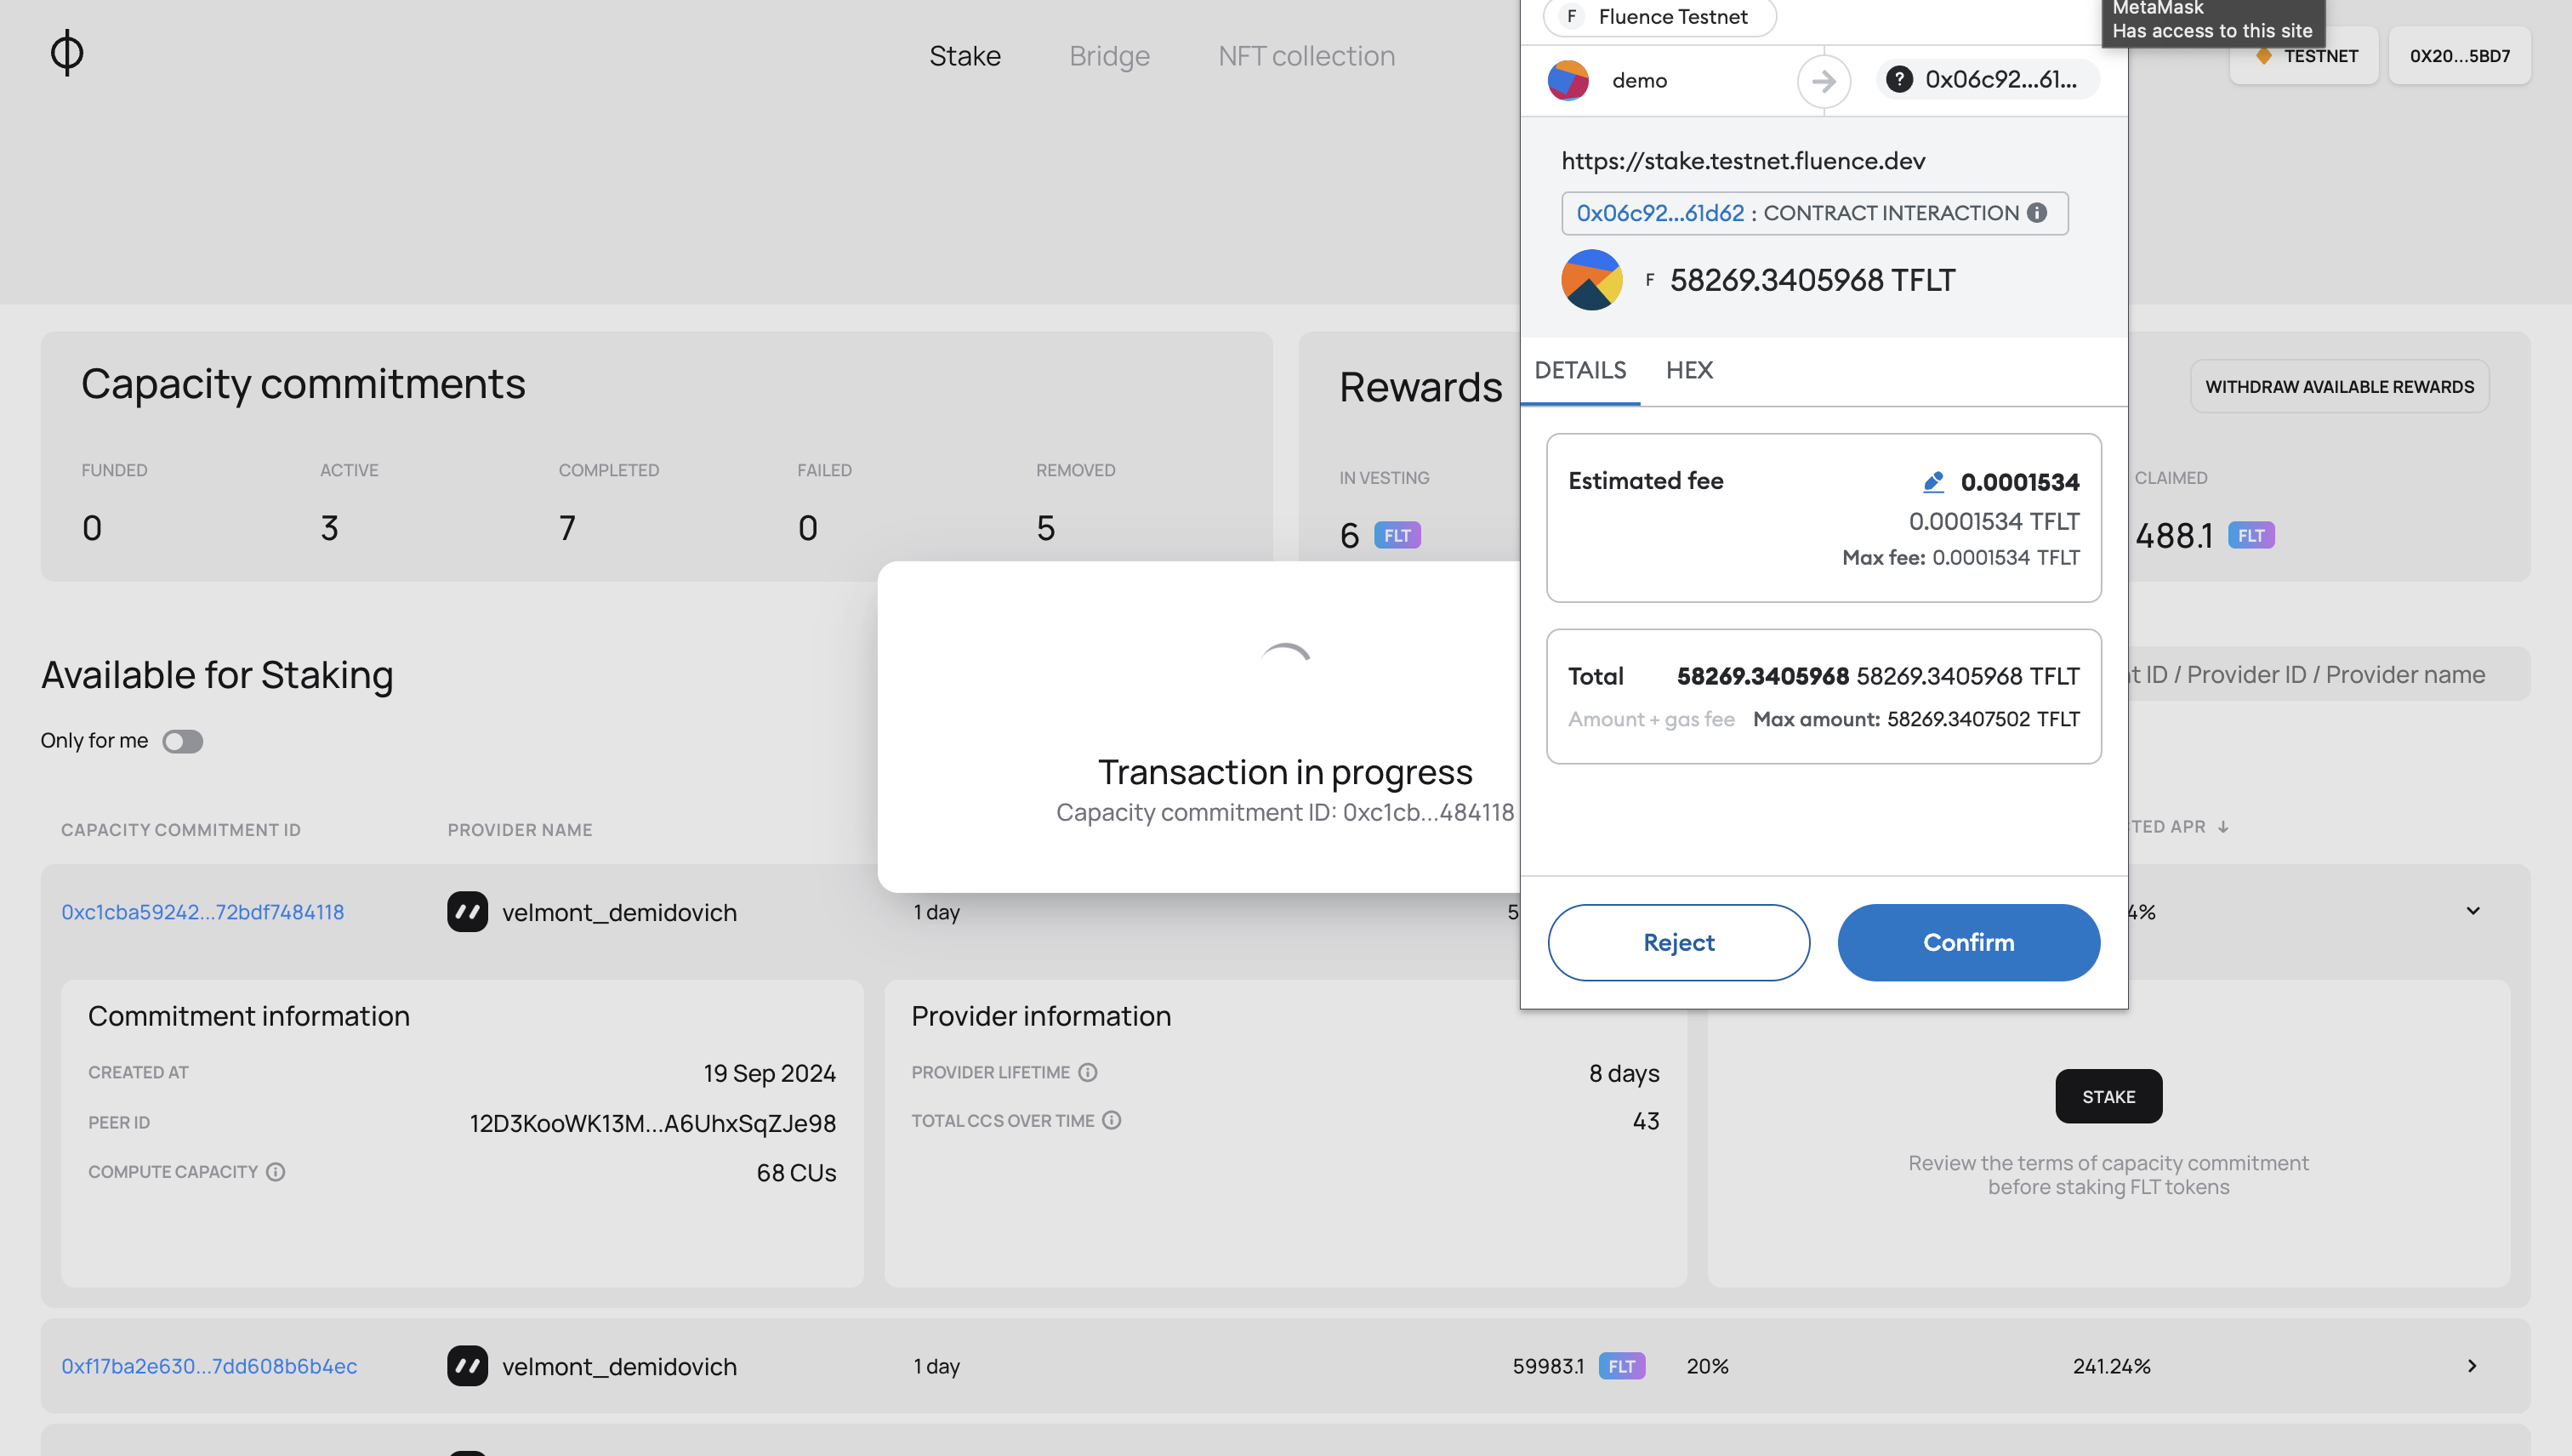 Stake
Bridge
NFT collection
F Fluence Testnet
MetaMask
Has access to this site
TESTNET
0X20...5BD7
demo
? 0x06c92...61...
https://stake.testnet.fluence.dev
0x06c92...61d62 : CONTRACT INTERACTION
F 58269.3405968 TFLT
DETAILS
HEX
Capacity commitments
FUNDED
ACTIVE
COMPLETED
FAILED
REMOVED
0
3
7
0
5
Rewards
WITHDRAW AVAILABLE REWARDS
IN VESTING
CLAIMED
6 FLT
488.1 FLT
Estimated fee
0.0001534
0.0001534 TFLT
Max fee: 0.0001534 TFLT
Total 58269.3405968 58269.3405968 TFLT
Amount + gas fee Max amount: 58269.3407502 TFLT
Reject
Confirm
Transaction in progress
Capacity commitment ID: 0xc1cb...484118
Available for Staking
ID / Provider ID / Provider name
Only for me
CAPACITY COMMITMENT ID
PROVIDER NAME
APR
0xc1cba59242...72bdf7484118
velmont_demidovich
1 day
Commitment information
CREATED AT
19 Sep 2024
PEER ID
12D3KooWK13M...A6UhxSqZJe98
COMPUTE CAPACITY
68 CUs
Provider information
PROVIDER LIFETIME
8 days
TOTAL CCS OVER TIME
43
STAKE
Review the terms of capacity commitment
before staking FLT tokens
0xf17ba2e630...7dd608b6b4ec
velmont_demidovich
1 day
59983.1 FLT
20%
241.24%